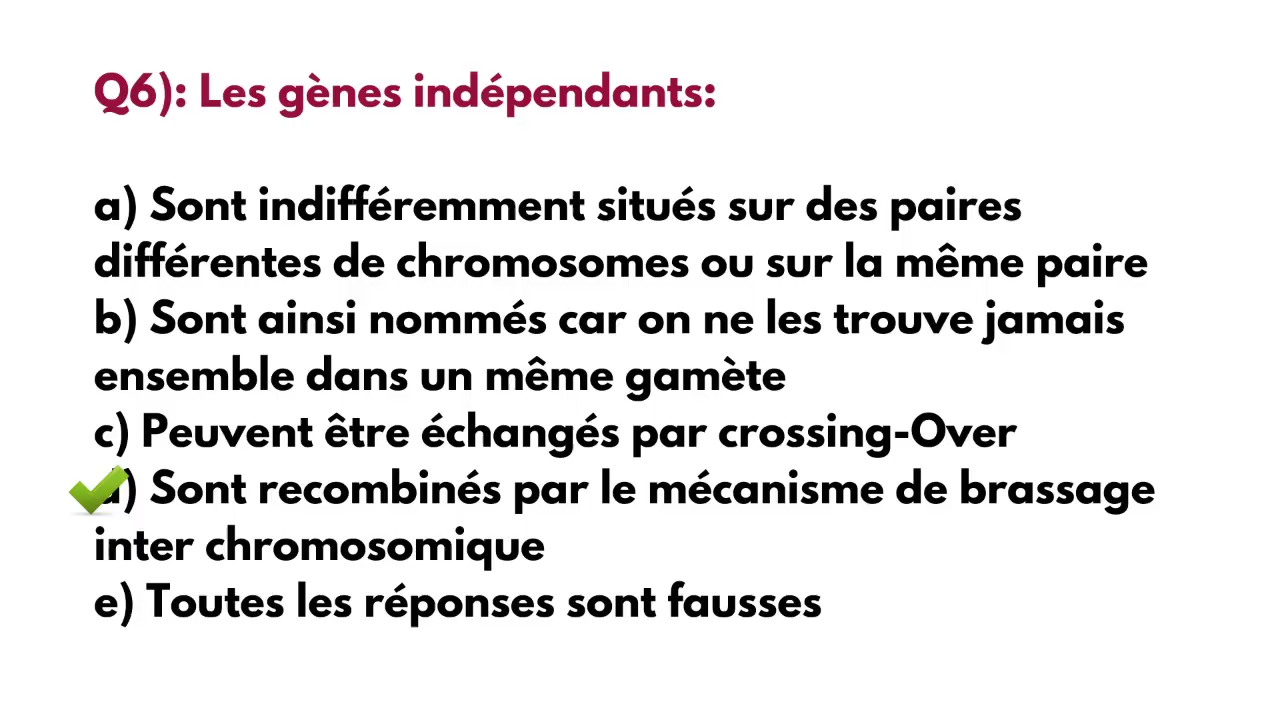 Q6): Les gènes indépendants:
a) Sont indifféremment situés sur des paires
différentes de chromosomes ou sur la même paire
b) Sont ainsi nommés car on ne les trouve jamais
ensemble dans un même gamète
c) Peuvent être échangés par crossing-Over
d) Sont recombinés par le mécanisme de brassage
inter chromosomique
e) Toutes les réponses sont fausses